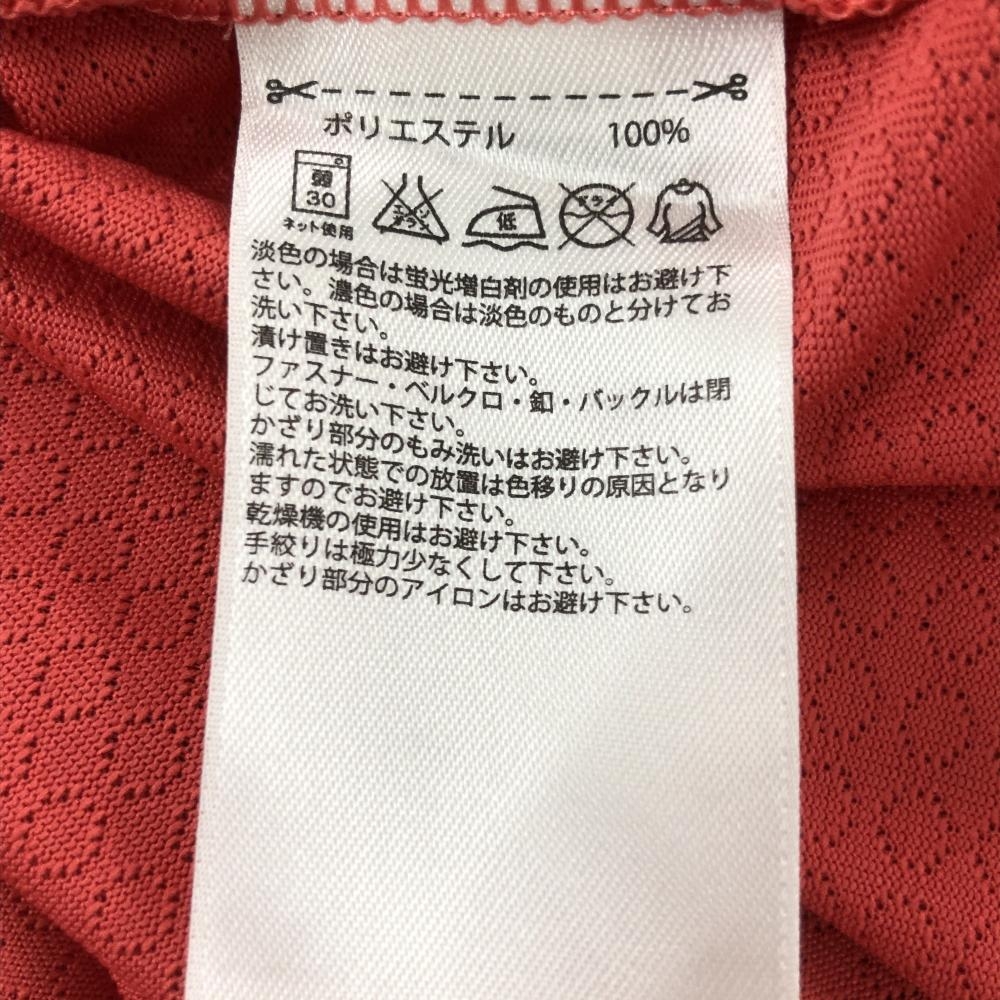 ポリエステル 100%
弱
30
ネット使用
エンソ
サラシ
低
ドライ
淡色の場合は蛍光増白剤の使用はお避け下
さい。濃色の場合は淡色のものと分けてお
洗い下さい。
漬け置きはお避け下さい。
ファスナー・ベルクロ・釦・バックルは閉
じてお洗い下さい。
かざり部分のもみ洗いはお避け下さい。
濡れた状態での放置は色移りの原因となり
ますのでお避け下さい。
乾燥機の使用はお避け下さい。
手絞りは極力少なくして下さい。
かざり部分のアイロンはお避け下さい。